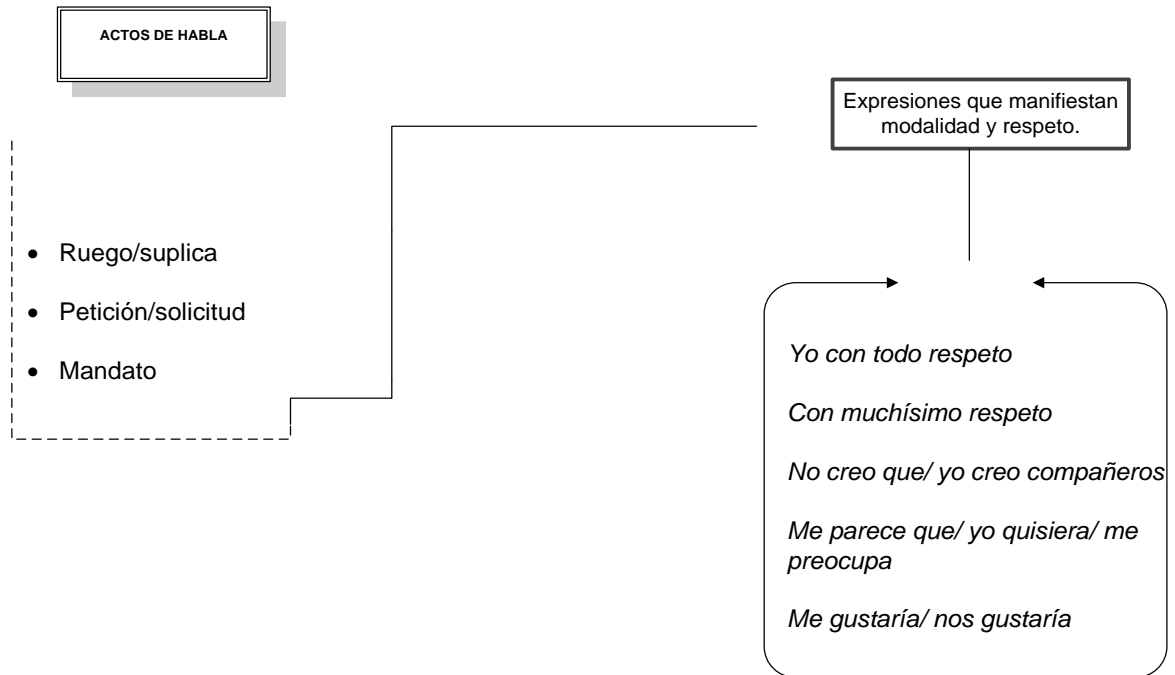 ACTOS DE HABLA
Expresiones que manifiestan
modalidad y respeto.
• Ruego/suplica
• Petición/solicitud
• Mandato
Yo con todo respeto
Con muchísimo respeto
No creo que/ yo creo compañeros
Me parece que/ yo quisiera/ me
preocupa
Me gustaría/ nos gustaría